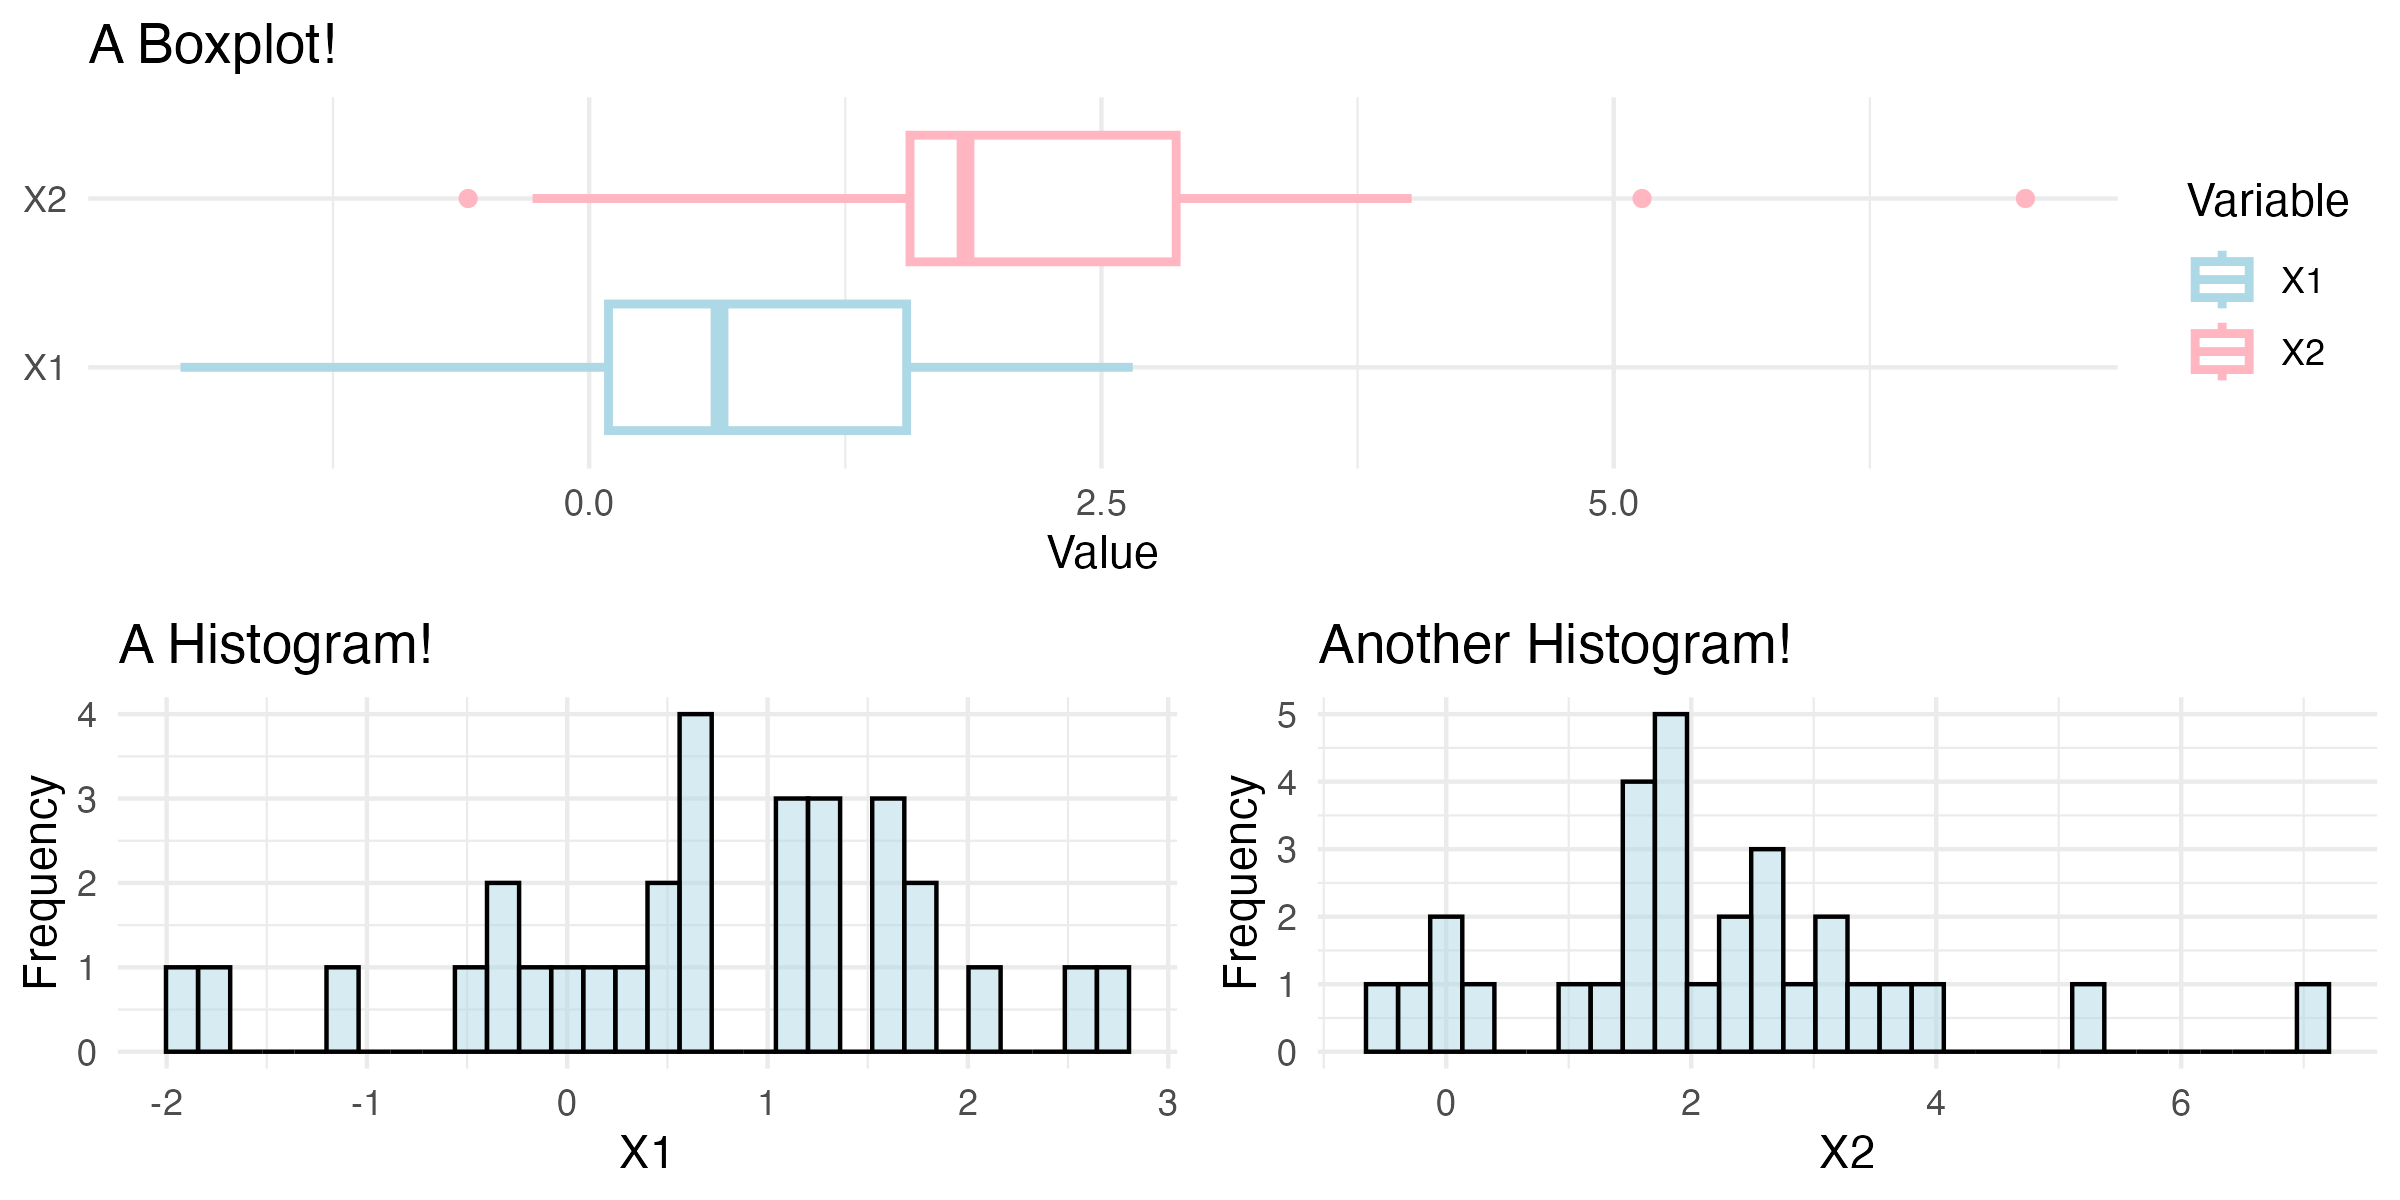 A Boxplot!
X2
X1
0.0 2.5 5.0
Value
Variable
X1
X2
A Histogram!
4
3
2
1
0
Frequency
-2 -1 0 1 2 3
X1
Another Histogram!
5
4
3
2
1
0
Frequency
0 2 4 6
X2